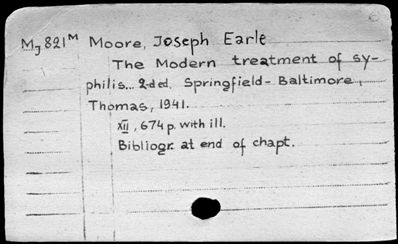 Mj 821ᴹ Moore, Joseph Earle
The Modern treatment of sy-
philis... 2-d ed. Springfield-Baltimore,
Thomas, 1941.
XII, 674 p. with ill.
Bibliogr. at end of chapt.